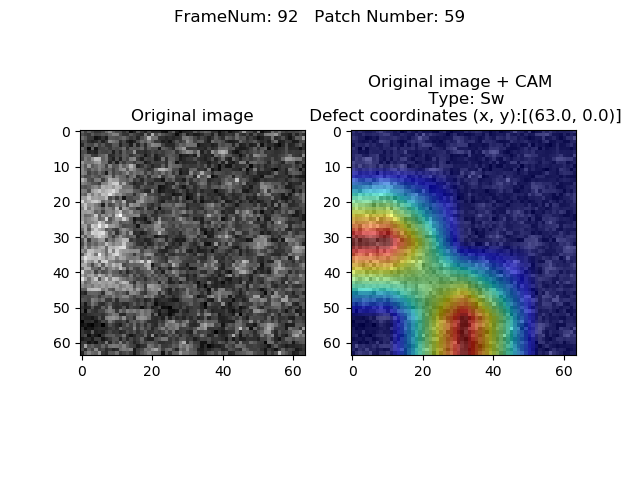 FrameNum: 92   Patch Number: 59
Original image
0
10
20
30
40
50
60
0 20 40 60
Original image + CAM
Type: Sw
Defect coordinates (x, y):[(63.0, 0.0)]
0
10
20
30
40
50
60
0 20 40 60